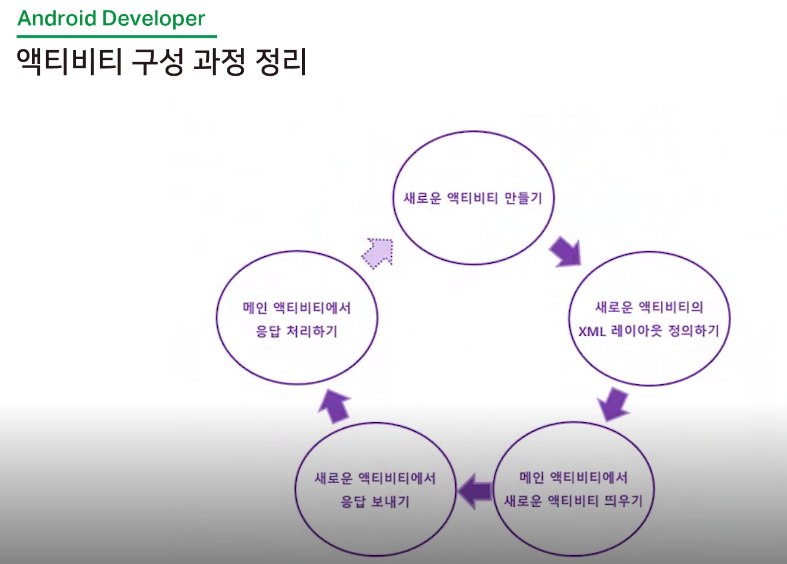 Android Developer
액티비티 구성 과정 정리
새로운 액티비티 만들기
새로운 액티비티의
XML 레이아웃 정의하기
메인 액티비티에서
새로운 액티비티 띄우기
새로운 액티비티에서
응답 보내기
메인 액티비티에서
응답 처리하기